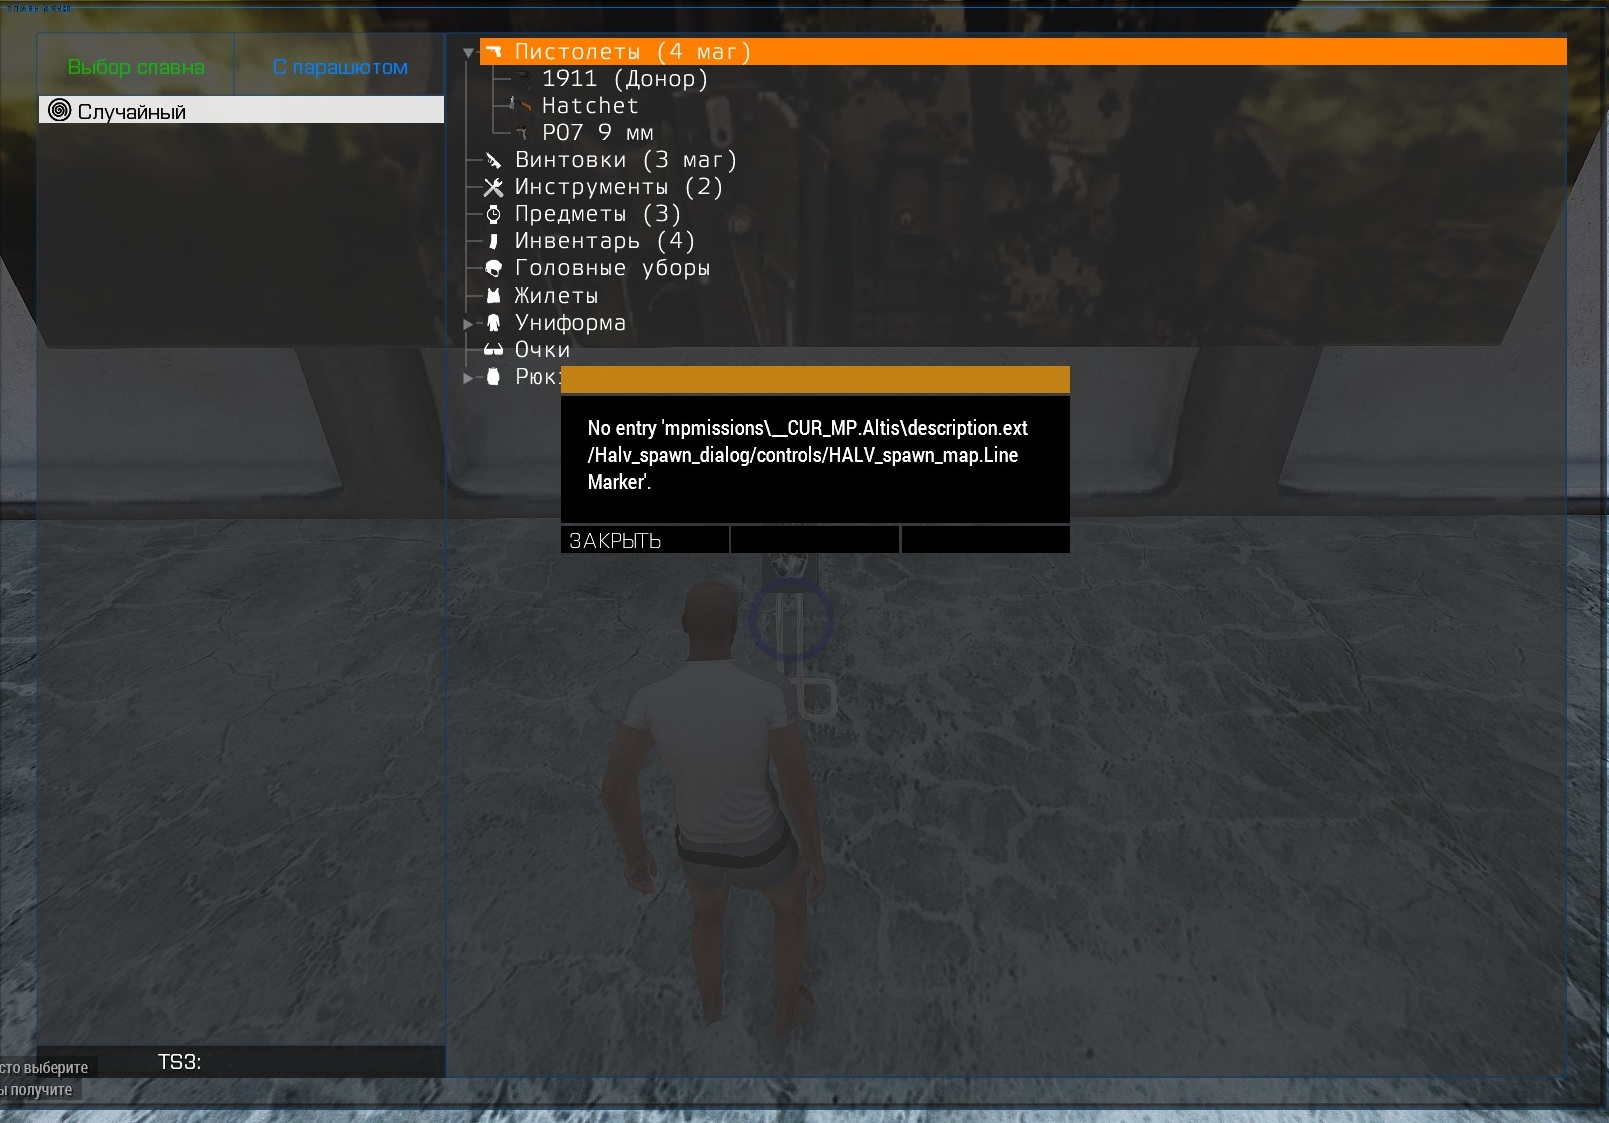 Выбор спавна
С парашютом
Случайный
Пистолеты (4 маг)
1911 (Донор)
Hatchet
P07 9 мм
Винтовки (3 маг)
Инструменты (2)
Предметы (3)
Инвентарь (4)
Головные уборы
Жилеты
Униформа
Очки
Рюк
No entry 'mpmissions\__CUR_MP.Altis\description.ext
/Halv_spawn_dialog/controls/HALV_spawn_map.Line
Marker'.
ЗАКРЫТЬ
TS3:
сто выберите
ы получите